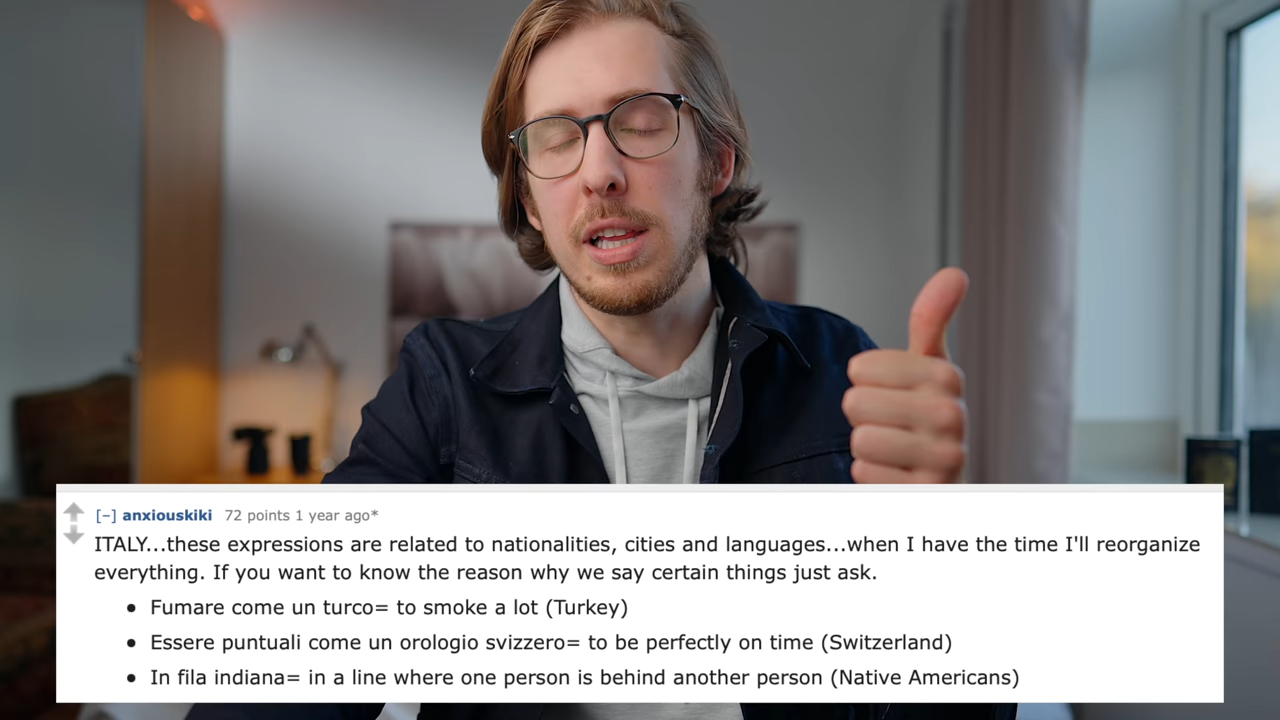 [–] anxiouskiki 72 points 1 year ago*
ITALY...these expressions are related to nationalities, cities and languages...when I have the time I'll reorganize
everything. If you want to know the reason why we say certain things just ask.
• Fumare come un turco= to smoke a lot (Turkey)
• Essere puntuali come un orologio svizzero= to be perfectly on time (Switzerland)
• In fila indiana= in a line where one person is behind another person (Native Americans)